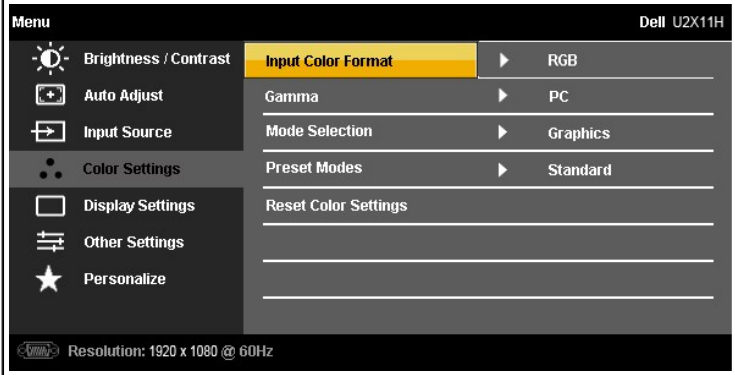 Menu Dell U2X11H
Brightness / Contrast Input Color Format RGB
Auto Adjust Gamma PC
Input Source Mode Selection Graphics
Color Settings Preset Modes Standard
Display Settings Reset Color Settings
Other Settings
Personalize
Resolution: 1920 x 1080 @ 60Hz